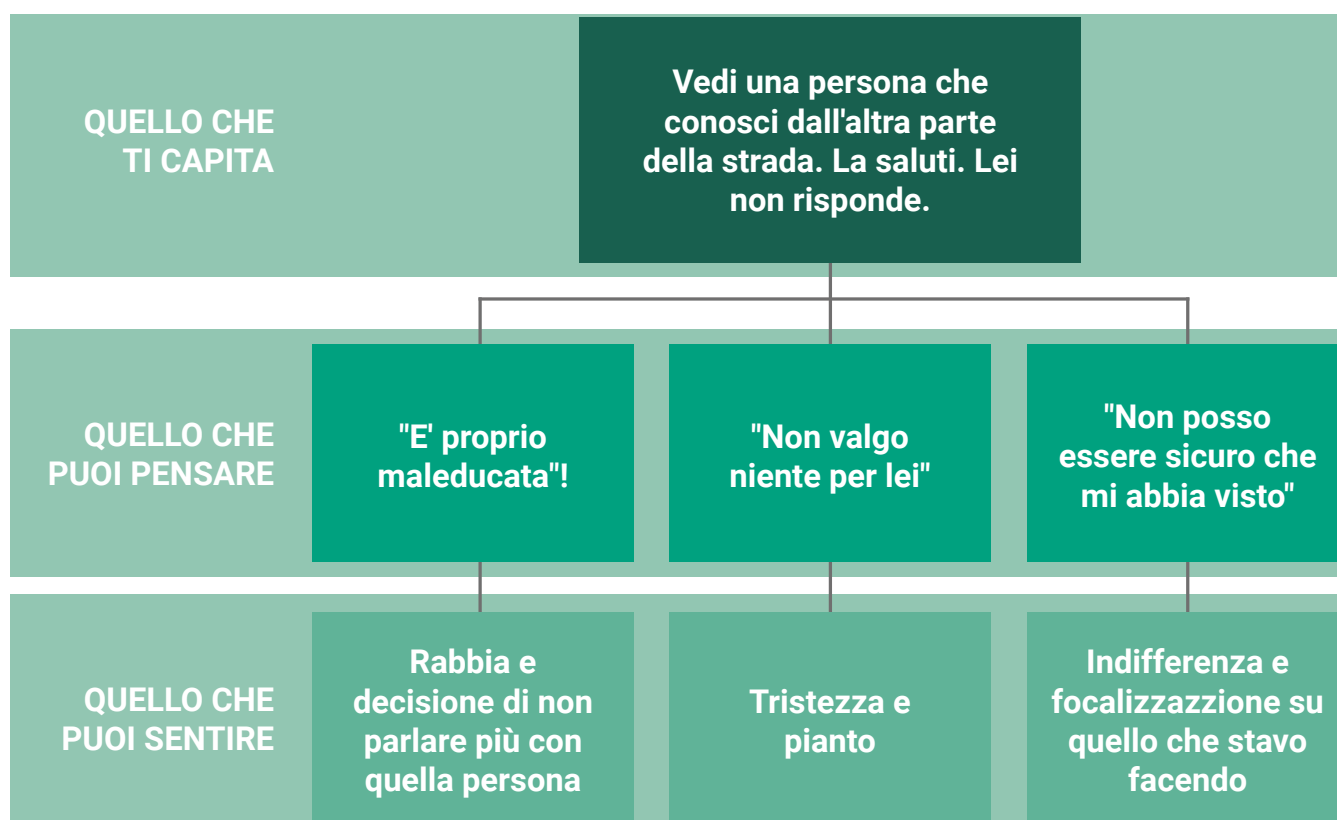 QUELLO CHE
TI CAPITA
Vedi una persona che
conosci dall'altra parte
della strada. La saluti. Lei
non risponde.
QUELLO CHE
PUOI PENSARE
"E' proprio
maleducata"!
"Non valgo
niente per lei"
"Non posso
essere sicuro che
mi abbia visto"
QUELLO CHE
PUOI SENTIRE
Rabbia e
decisione di non
parlare più con
quella persona
Tristezza e
pianto
Indifferenza e
focalizzazzione su
quello che stavo
facendo